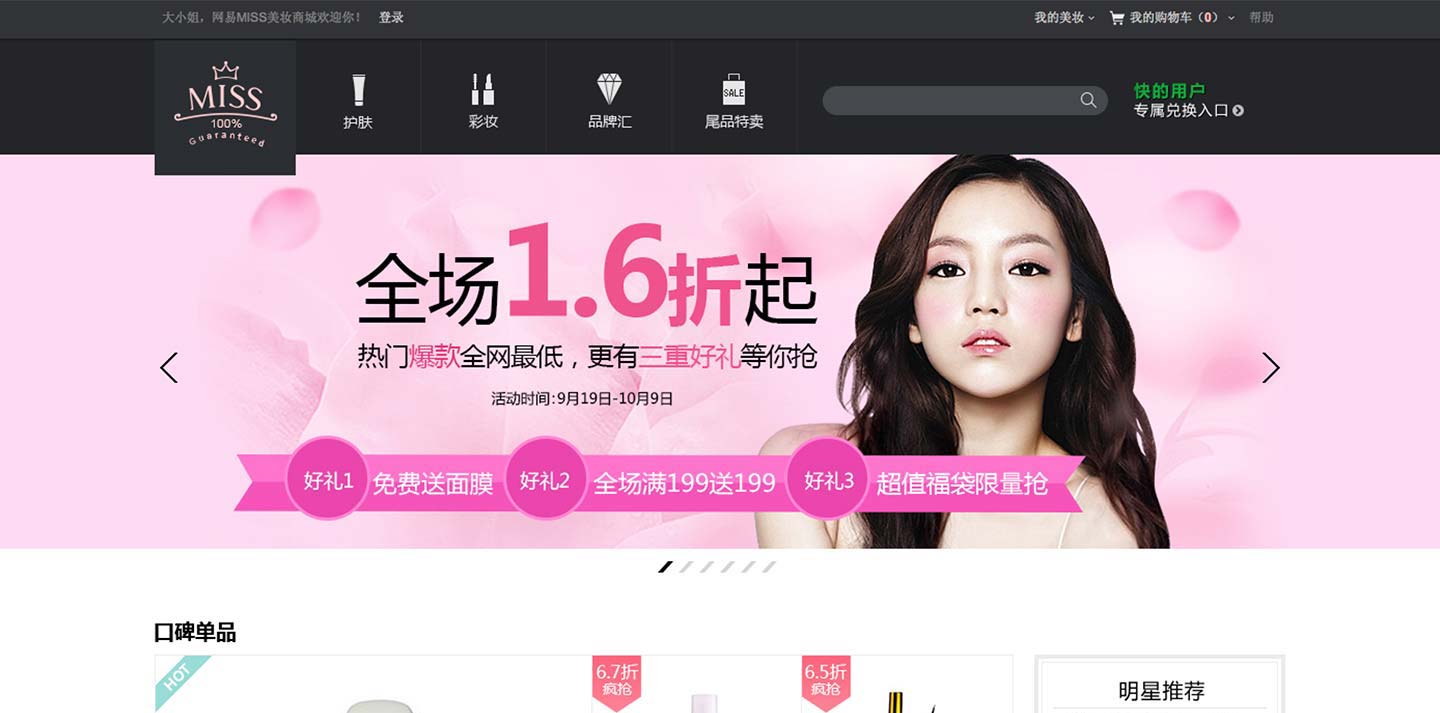 大小姐，网易MISS美妆商城欢迎你！ 登录
我的美妆 我的购物车（0） 帮助
MISS
100%
Guaranteed
护肤
彩妆
品牌汇
SALE
尾品特卖
快的用户
专属兑换入口
全场1.6折起
热门爆款全网最低，更有三重好礼等你抢
活动时间:9月19日-10月9日
好礼1 免费送面膜 好礼2 全场满199送199 好礼3 超值福袋限量抢
口碑单品
HOT
6.7折
疯抢
6.5折
疯抢
明星推荐